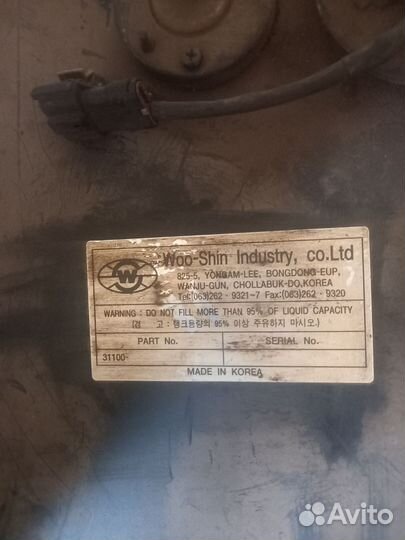 W
Woo-Shin Industry, co.Ltd
825-5, YONGAM-LEE, BONGDONG-EUP,
WANJU-GUN, CHOLLABUK-DO.KOREA
Tel:(063)262 - 9321~7 Fax:(063)262 - 9320
WARNING : DO NOT FILL MORE THAN 95% OF LIQUID CAPACITY
(경 고 : 탱크용량의 95% 이상 주유하지 마시오.)
PART No. SERIAL No.
31100-
MADE IN KOREA
Avito